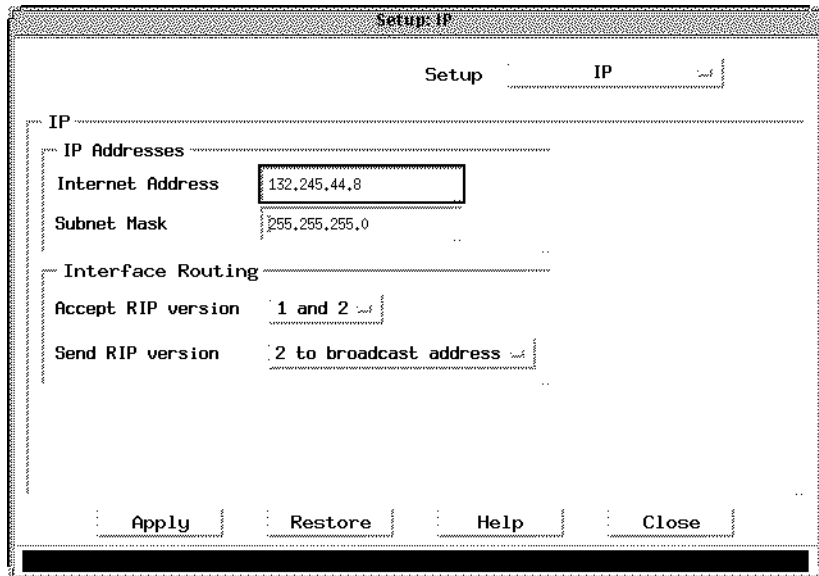 Setup: IP
Setup IP
IP
IP Addresses
Internet Address 132.245.44.8
Subnet Mask 255.255.255.0
Interface Routing
Accept RIP version 1 and 2
Send RIP version 2 to broadcast address
Apply Restore Help Close